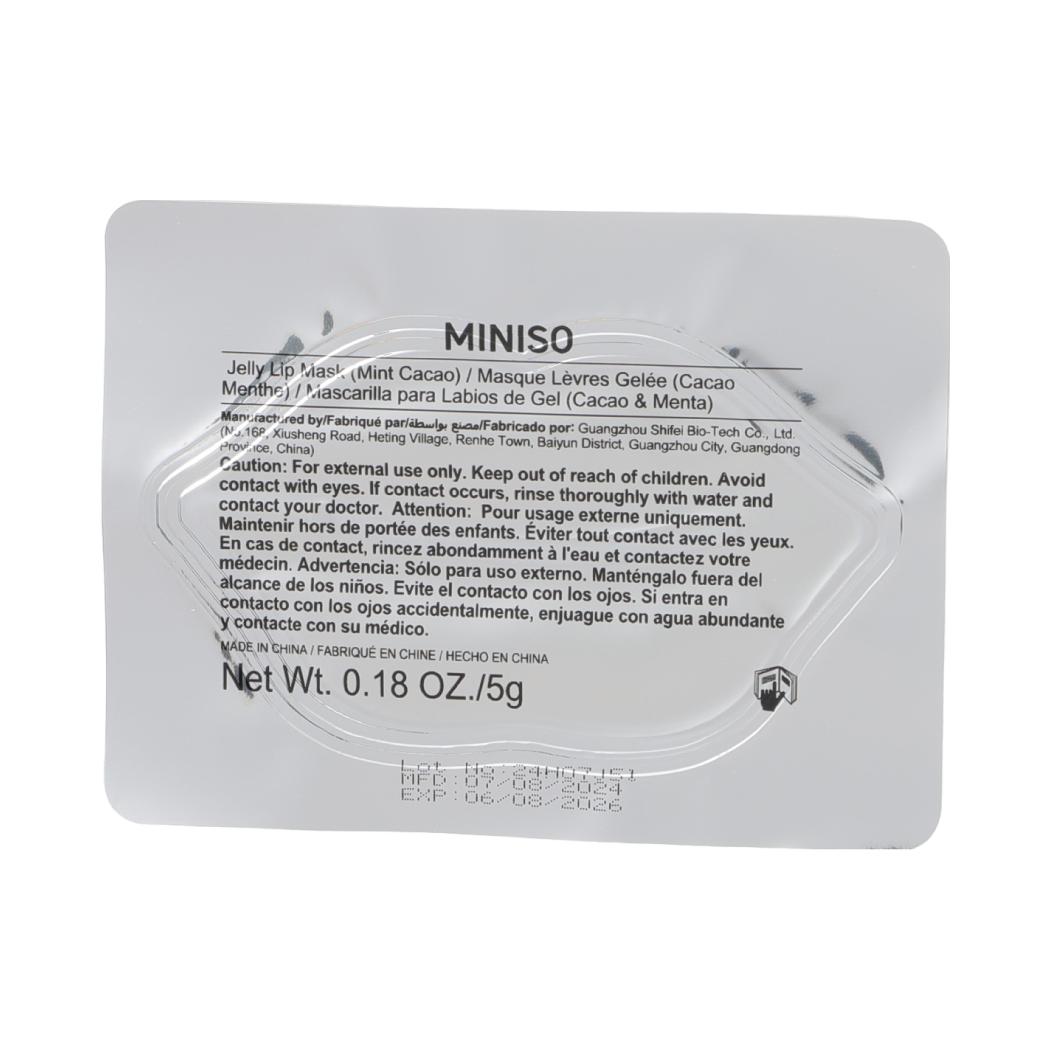 MINISO
Jelly Lip Mask (Mint Cacao) / Masque Lèvres Gelée (Cacao
Menthe) / Mascarilla para Labios de Gel (Cacao & Menta)
Manufactured by/Fabriqué par/مصنع بواسطة/Fabricado por: Guangzhou Shifei Bio-Tech Co., Ltd.
(No.168, Xiusheng Road, Heting Village, Renhe Town, Baiyun District, Guangzhou City, Guangdong
Province, China)
Caution: For external use only. Keep out of reach of children. Avoid
contact with eyes. If contact occurs, rinse thoroughly with water and
contact your doctor. Attention: Pour usage externe uniquement.
Maintenir hors de portée des enfants. Éviter tout contact avec les yeux.
En cas de contact, rincez abondamment à l'eau et contactez votre
médecin. Advertencia: Sólo para uso externo. Manténgalo fuera del
alcance de los niños. Evite el contacto con los ojos. Si entra en
contacto con los ojos accidentalmente, enjuague con agua abundante
y contacte con su médico.
MADE IN CHINA / FABRIQUÉ EN CHINE / HECHO EN CHINA
Net Wt. 0.18 OZ./5g
Lot No:24H07J51
MFD:07/08/2024
EXP:06/08/2026